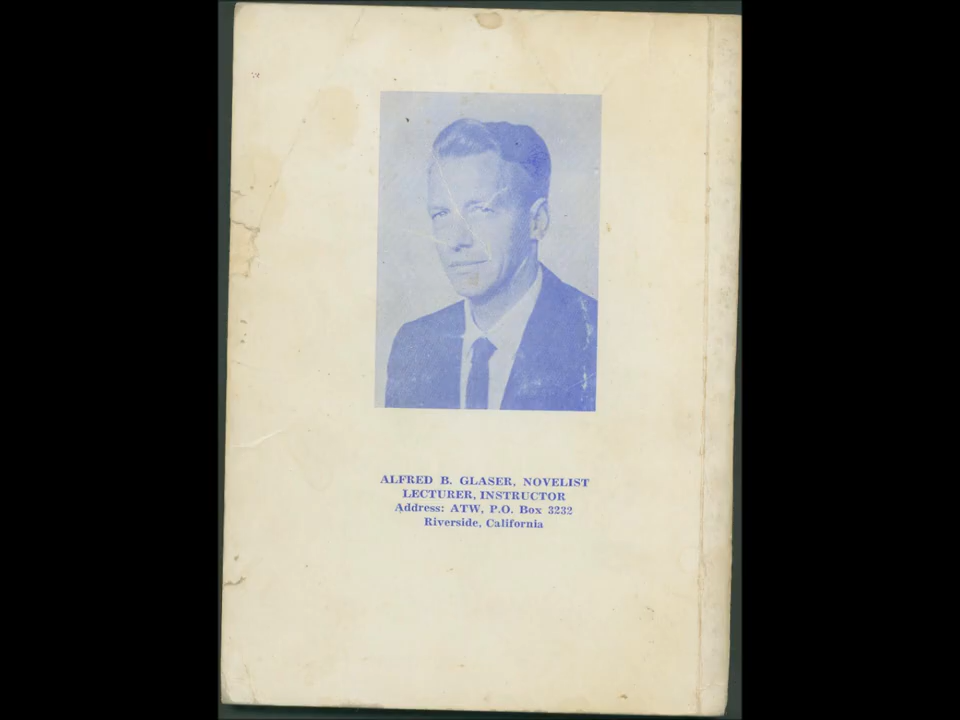 ALFRED B. GLASER, NOVELIST
LECTURER, INSTRUCTOR
Address: ATW, P.O. Box 3232
Riverside, California